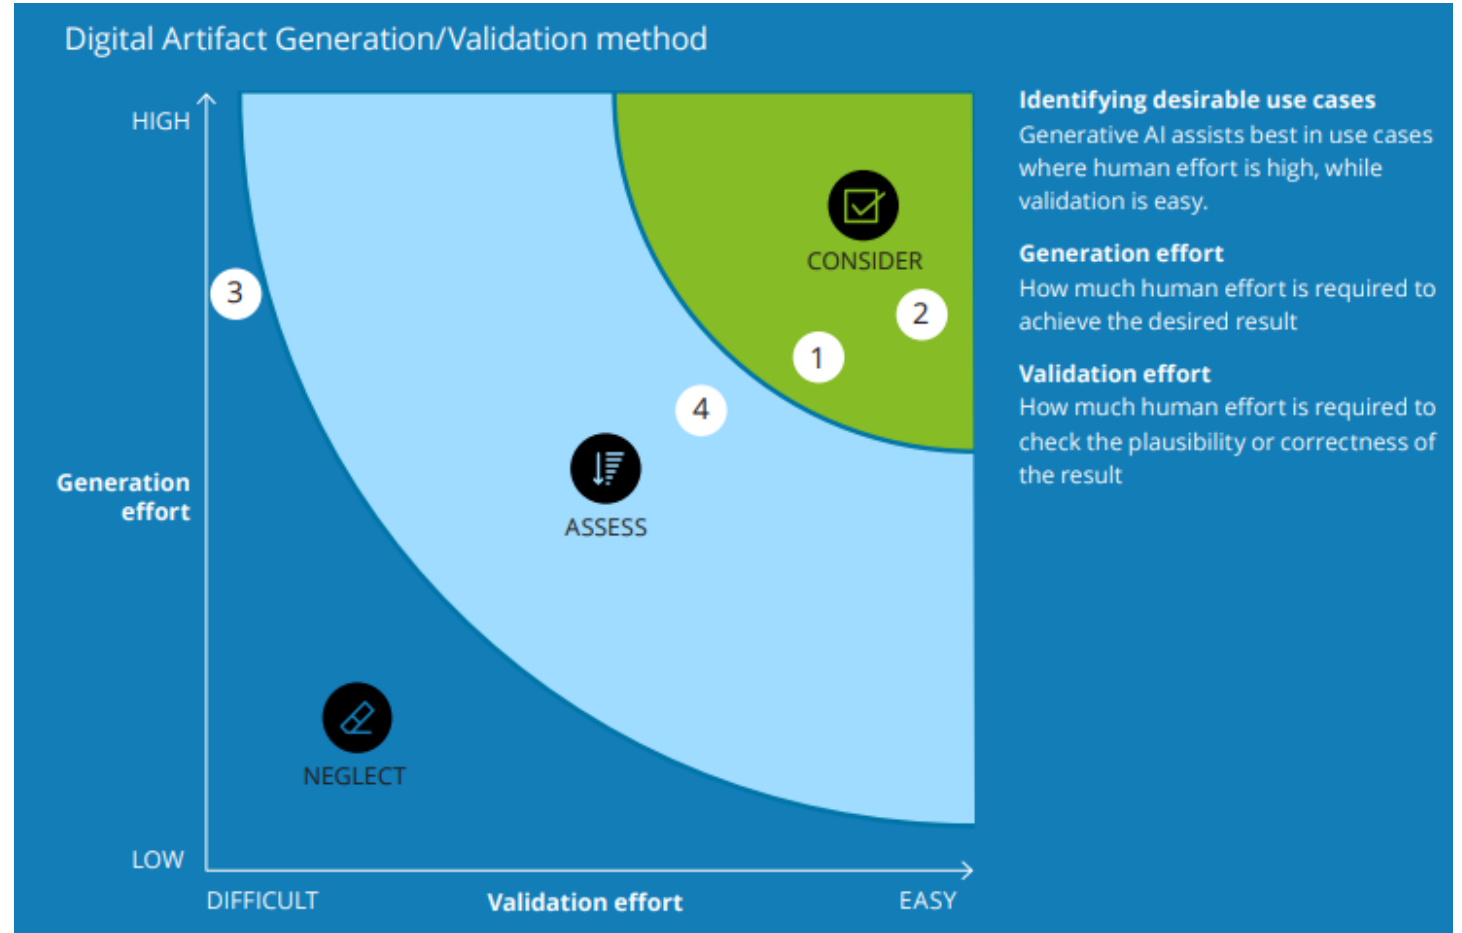 Digital Artifact Generation/Validation method
HIGH
CONSIDER
3
2
1
4
ASSESS
Generation
effort
NEGLECT
LOW
DIFFICULT
Validation effort
EASY
Identifying desirable use cases
Generative AI assists best in use cases
where human effort is high, while
validation is easy.
Generation effort
How much human effort is required to
achieve the desired result
Validation effort
How much human effort is required to
check the plausibility or correctness of
the result